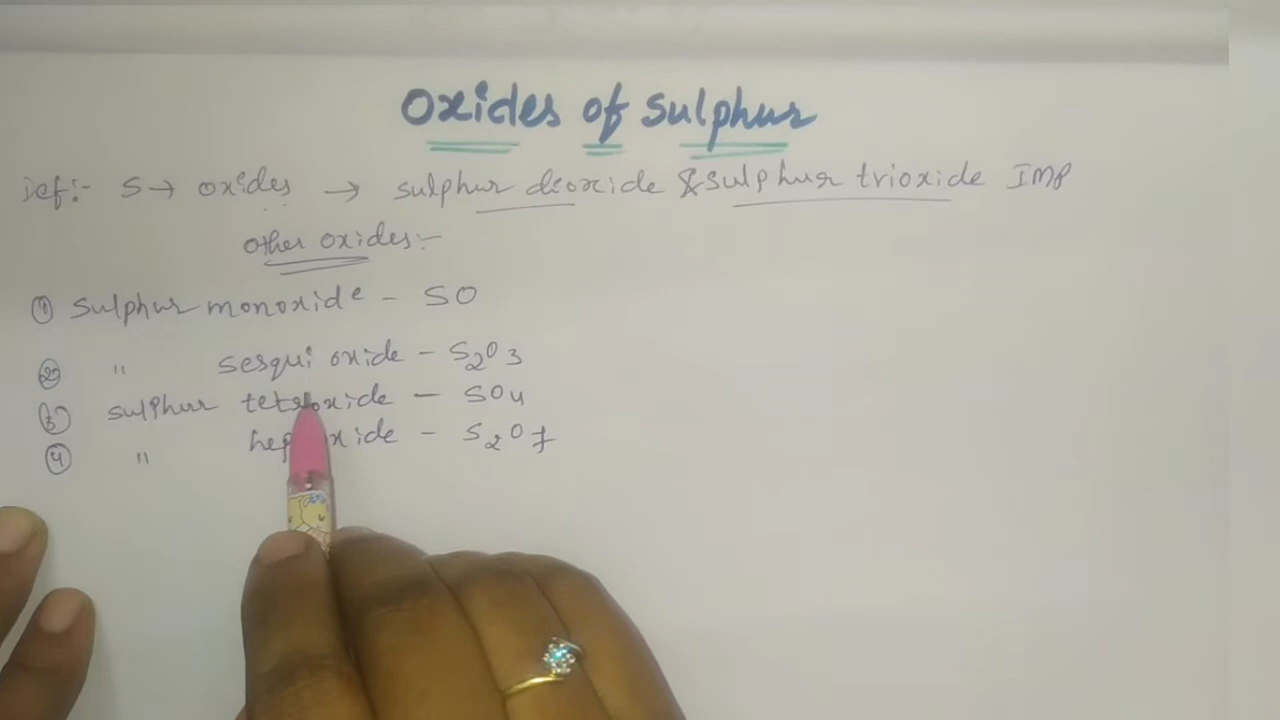 Oxides of Sulphur
Def:- S → oxides → sulphur dioxide & sulphur trioxide IMP
Other oxides:-
① Sulphur monoxide - SO
② " sesqui oxide - S₂O₃
③ sulphur tetroxide - SO₄
④ " - S₂O₇